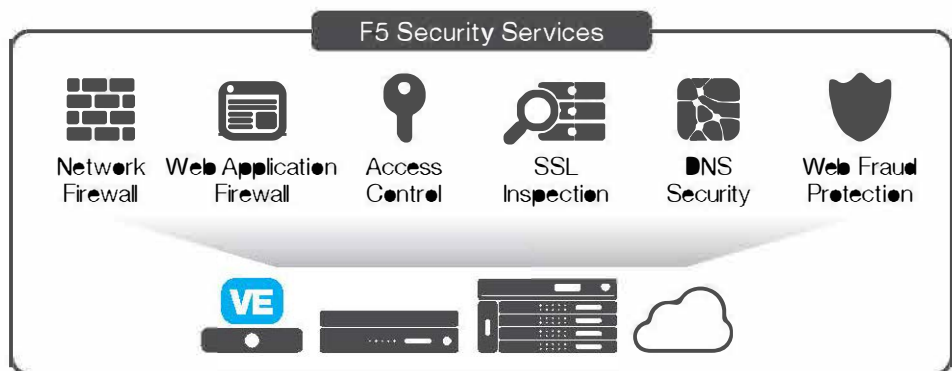 F5 Security Services
Network Web Application Access SSL DNS Web Fraud
Firewall Firewall Control Inspection Security Protection
VE